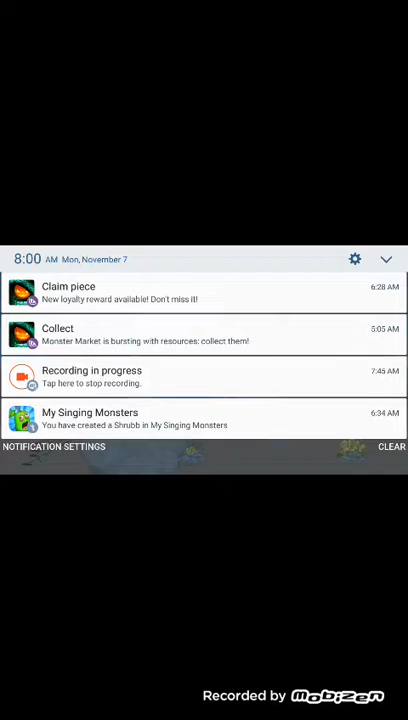 8:00 AM Mon, November 7
Claim piece 6:28 AM
New loyalty reward available! Don't miss it!
Collect 5:05 AM
Monster Market is bursting with resources: collect them!
Recording in progress 7:45 AM
Tap here to stop recording.
My Singing Monsters 6:34 AM
You have created a Shrubb in My Singing Monsters
NOTIFICATION SETTINGS CLEAR
Recorded by Mobizen